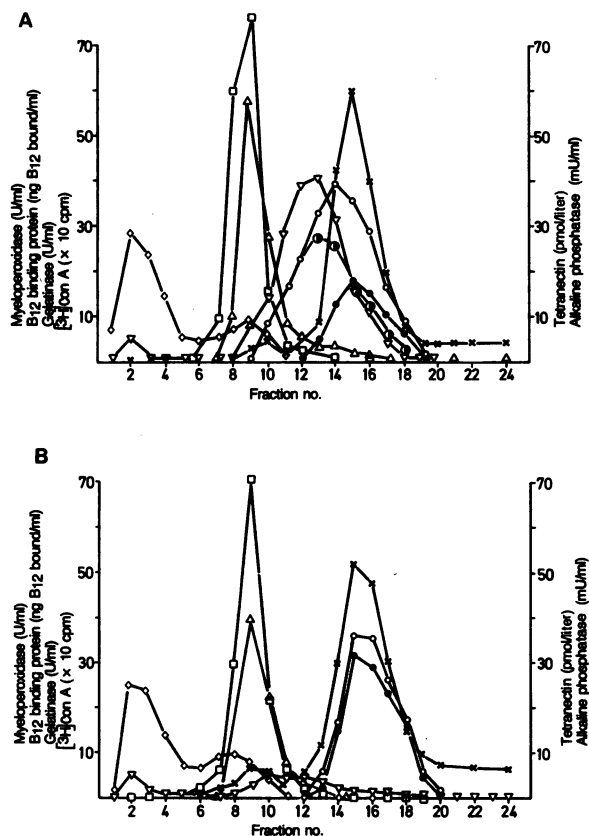 A
70
50
30
10
Myeloperoxidase (U/ml)
B12 binding protein (ng B12 bound/ml)
Gelatinase (U/ml)
[3H]Con A (× 10 cpm)
70
50
30
10
Tetranectin (pmol/liter)
Alkaline phosphatase (mU/ml)
2 4 6 8 10 12 14 16 18 20 22 24
Fraction no.
B
70
50
30
10
Myeloperoxidase (U/ml)
B12 binding protein (ng B12 bound/ml)
Gelatinase (U/ml)
[3H]Con A (× 10 cpm)
70
50
30
10
Tetranectin (pmol/liter)
Alkaline phosphatase (mU/ml)
2 4 6 8 10 12 14 16 18 20 22 24
Fraction no.